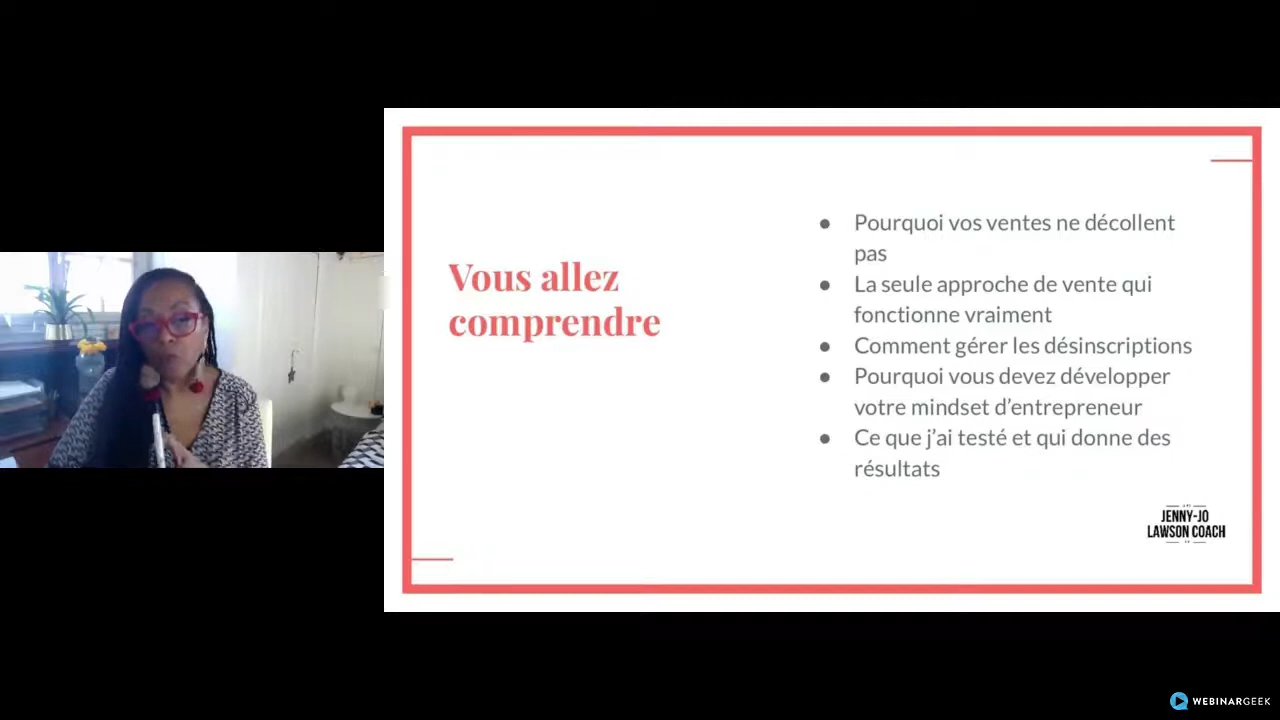 Vous allez
comprendre
● Pourquoi vos ventes ne décollent
pas
● La seule approche de vente qui
fonctionne vraiment
● Comment gérer les désinscriptions
● Pourquoi vous devez développer
votre mindset d’entrepreneur
● Ce que j’ai testé et qui donne des
résultats
JENNY-JO
LAWSON COACH
WEBINARGEEK